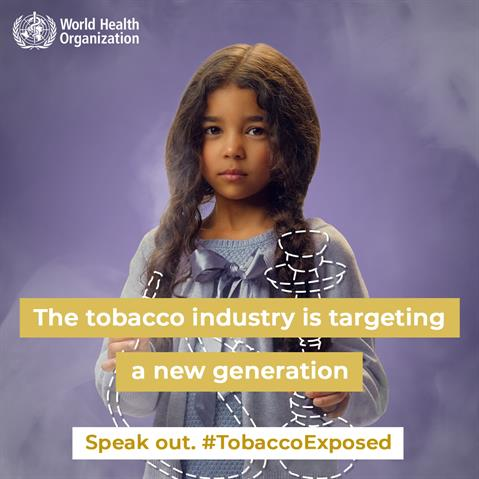 World Health
Organization
The tobacco industry is targeting
a new generation
Speak out. #TobaccoExposed